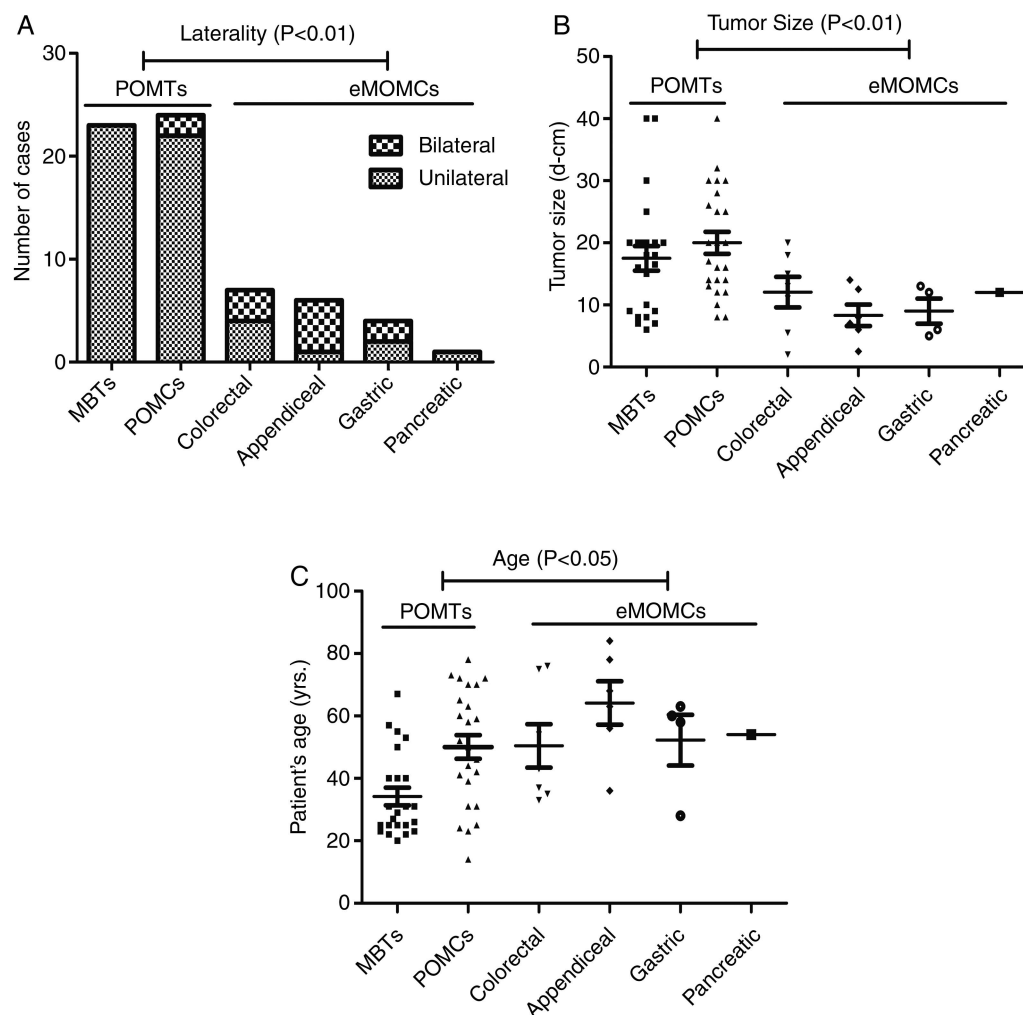 A
Laterality (P<0.01)
POMTs
eMOMCs
Number of cases
30
20
10
0
Bilateral
Unilateral
MBTs
POMCs
Colorectal
Appendiceal
Gastric
Pancreatic
B
Tumor Size (P<0.01)
POMTs
eMOMCs
Tumor size (d-cm)
50
40
30
20
10
0
MBTs
POMCs
Colorectal
Appendiceal
Gastric
Pancreatic
C
Age (P<0.05)
POMTs
eMOMCs
Patient's age (yrs.)
100
80
60
40
20
0
MBTs
POMCs
Colorectal
Appendiceal
Gastric
Pancreatic